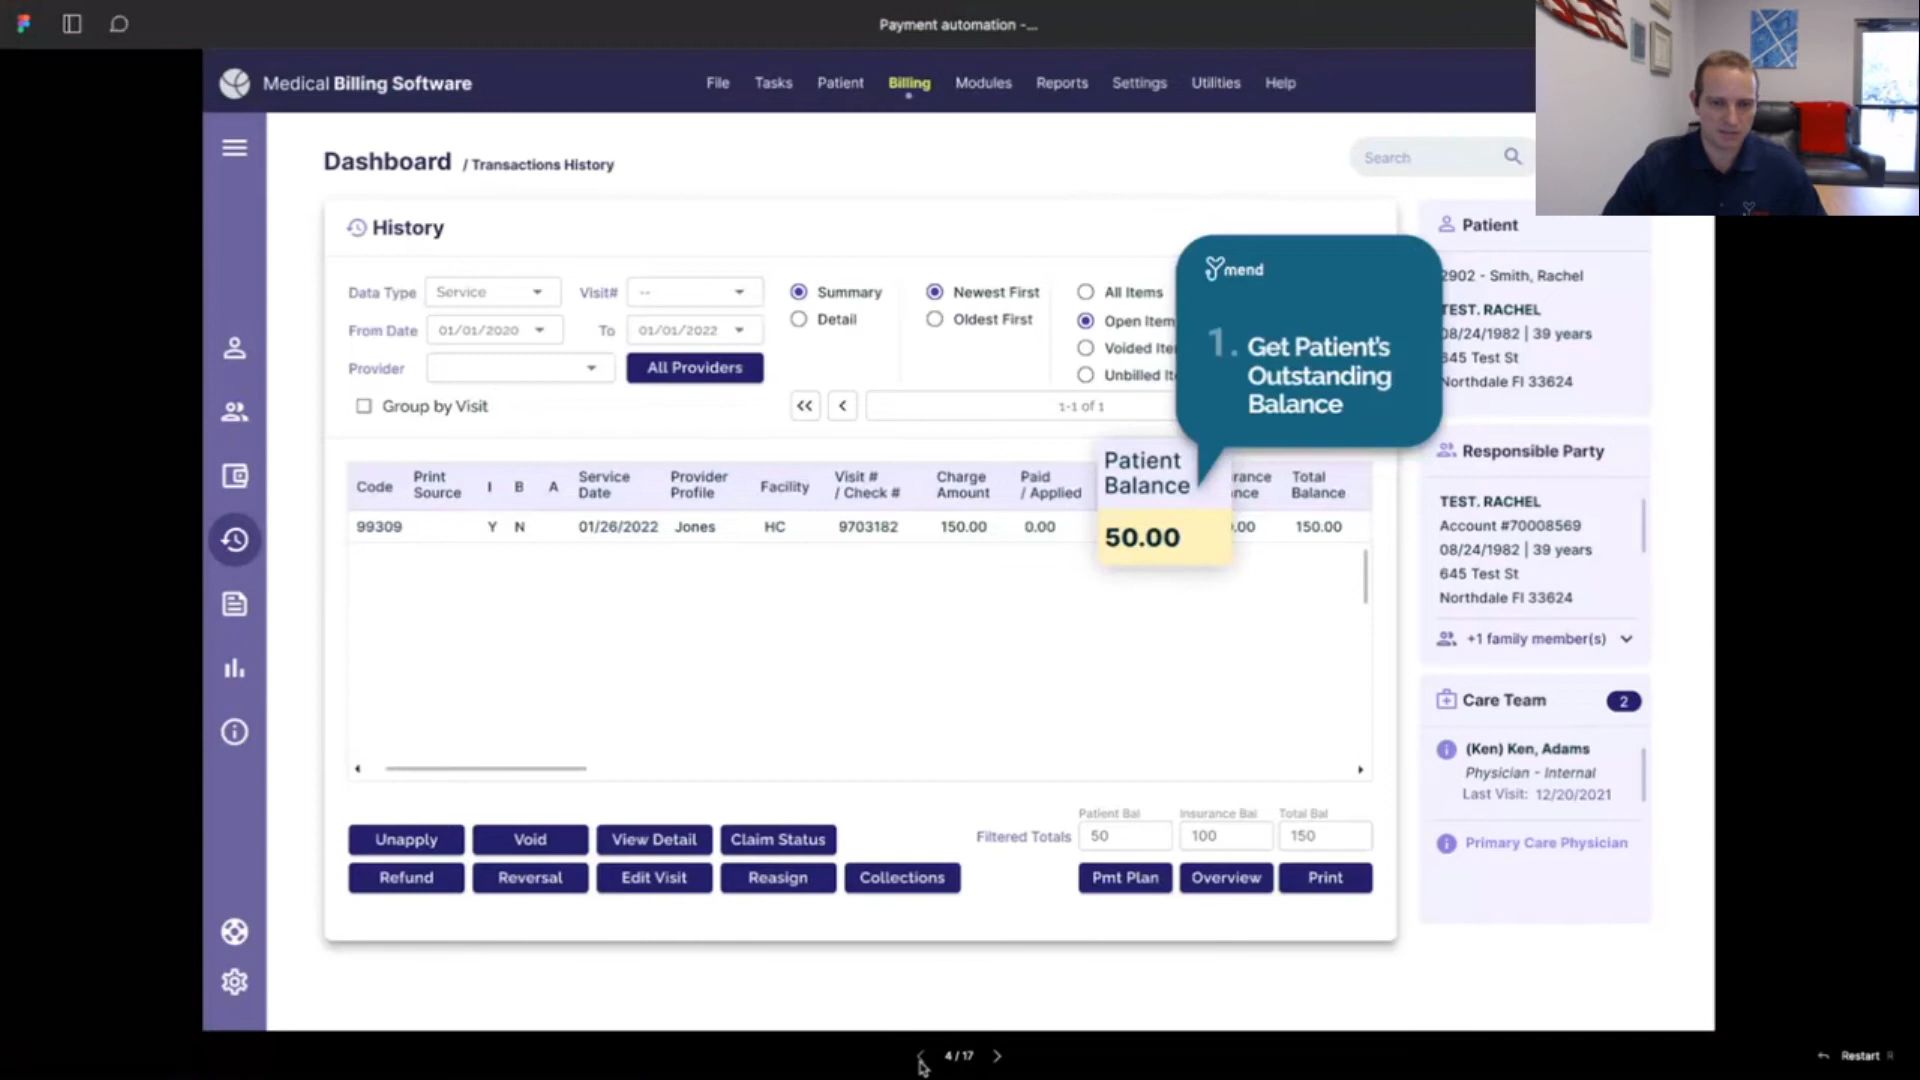 Payment automation -...
Medical Billing Software
File Tasks Patient Billing Modules Reports Settings Utilities Help
Dashboard / Transactions History
Search
History
Data Type Service Visit# --
From Date 01/01/2020 To 01/01/2022
Provider All Providers
Group by Visit
Summary
Detail
Newest First
Oldest First
All Items
Open Item
Voided Ite
Unbilled It
<< < 1-1 of 1
mend
1. Get Patient's
Outstanding
Balance
Code Print Source I B A Service Date Provider Profile Facility Visit # / Check # Charge Amount Paid / Applied Patient Balance rance nce Total Balance
99309 Y N 01/26/2022 Jones HC 9703182 150.00 0.00 50.00 .00 150.00
Patient Bal Insurance Bal Total Bal
Filtered Totals 50 100 150
Unapply Void View Detail Claim Status
Refund Reversal Edit Visit Reasign Collections Pmt Plan Overview Print
Patient
2902 - Smith, Rachel
TEST. RACHEL
08/24/1982 | 39 years
645 Test St
Northdale Fl 33624
Responsible Party
TEST. RACHEL
Account #70008569
08/24/1982 | 39 years
645 Test St
Northdale Fl 33624
+1 family member(s)
Care Team 2
(Ken) Ken, Adams
Physician - Internal
Last Visit: 12/20/2021
Primary Care Physician
4 / 17
Restart R